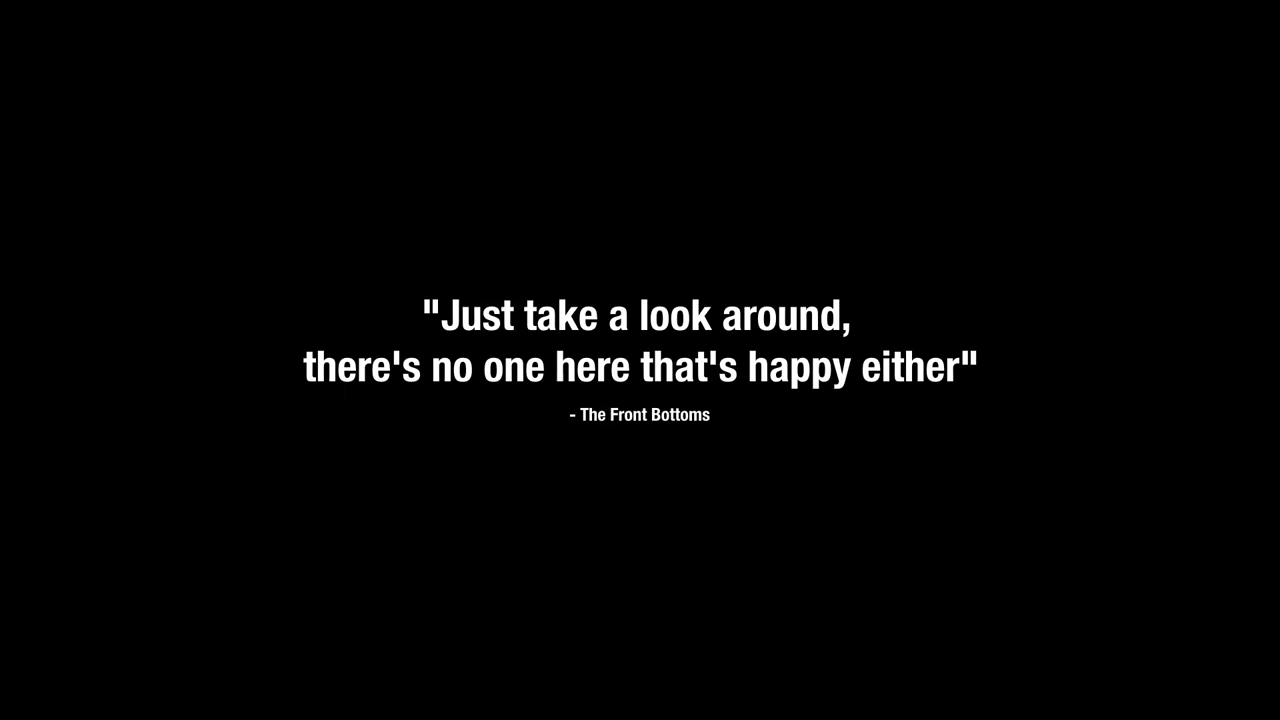 "Just take a look around,
there's no one here that's happy either"
- The Front Bottoms